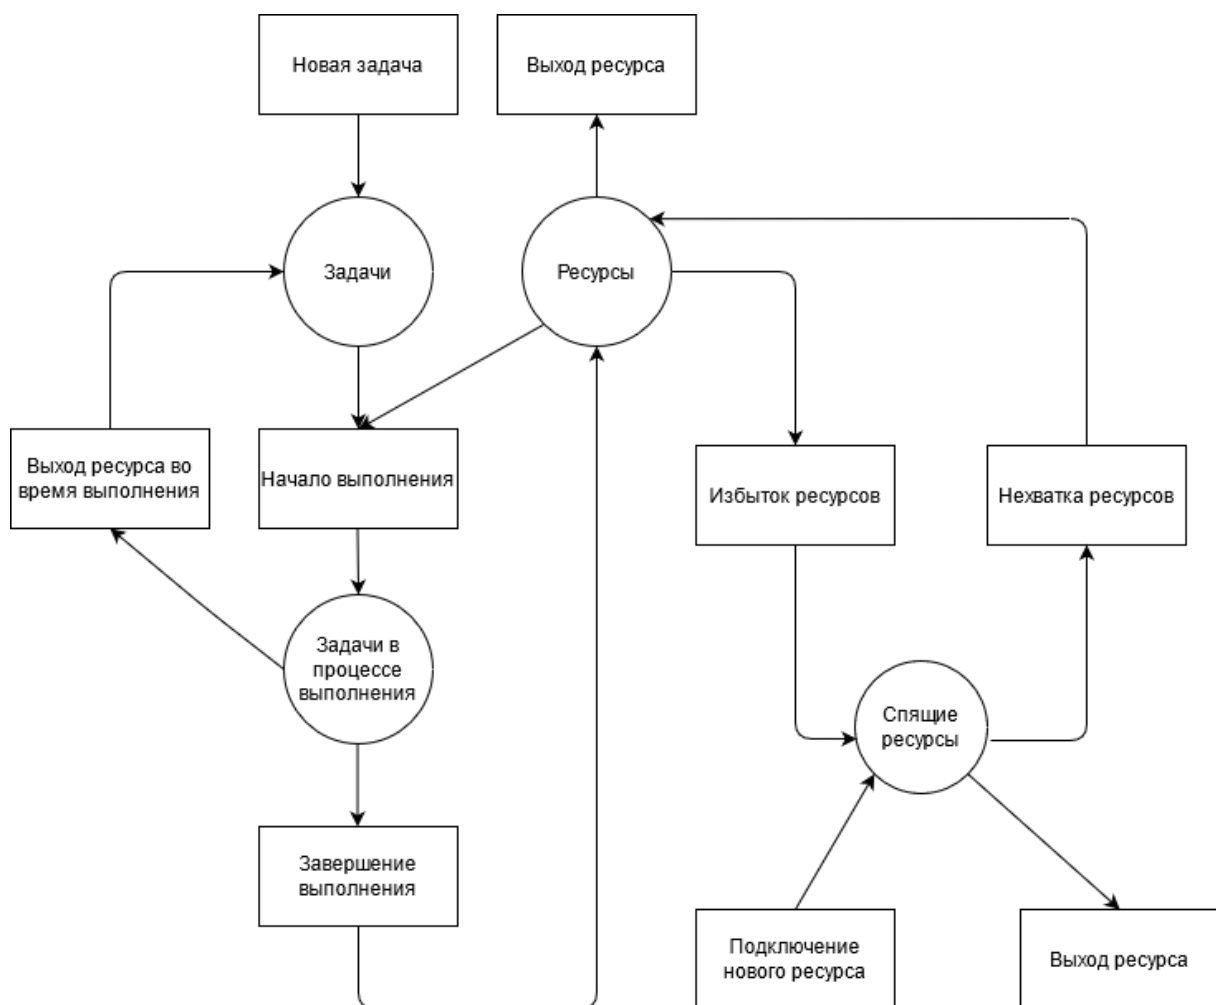 Новая задача
Выход ресурса
Задачи
Ресурсы
Выход ресурса во
время выполнения
Начало выполнения
Избыток ресурсов
Нехватка ресурсов
Задачи в
процессе
выполнения
Спящие
ресурсы
Завершение
выполнения
Подключение
нового ресурса
Выход ресурса